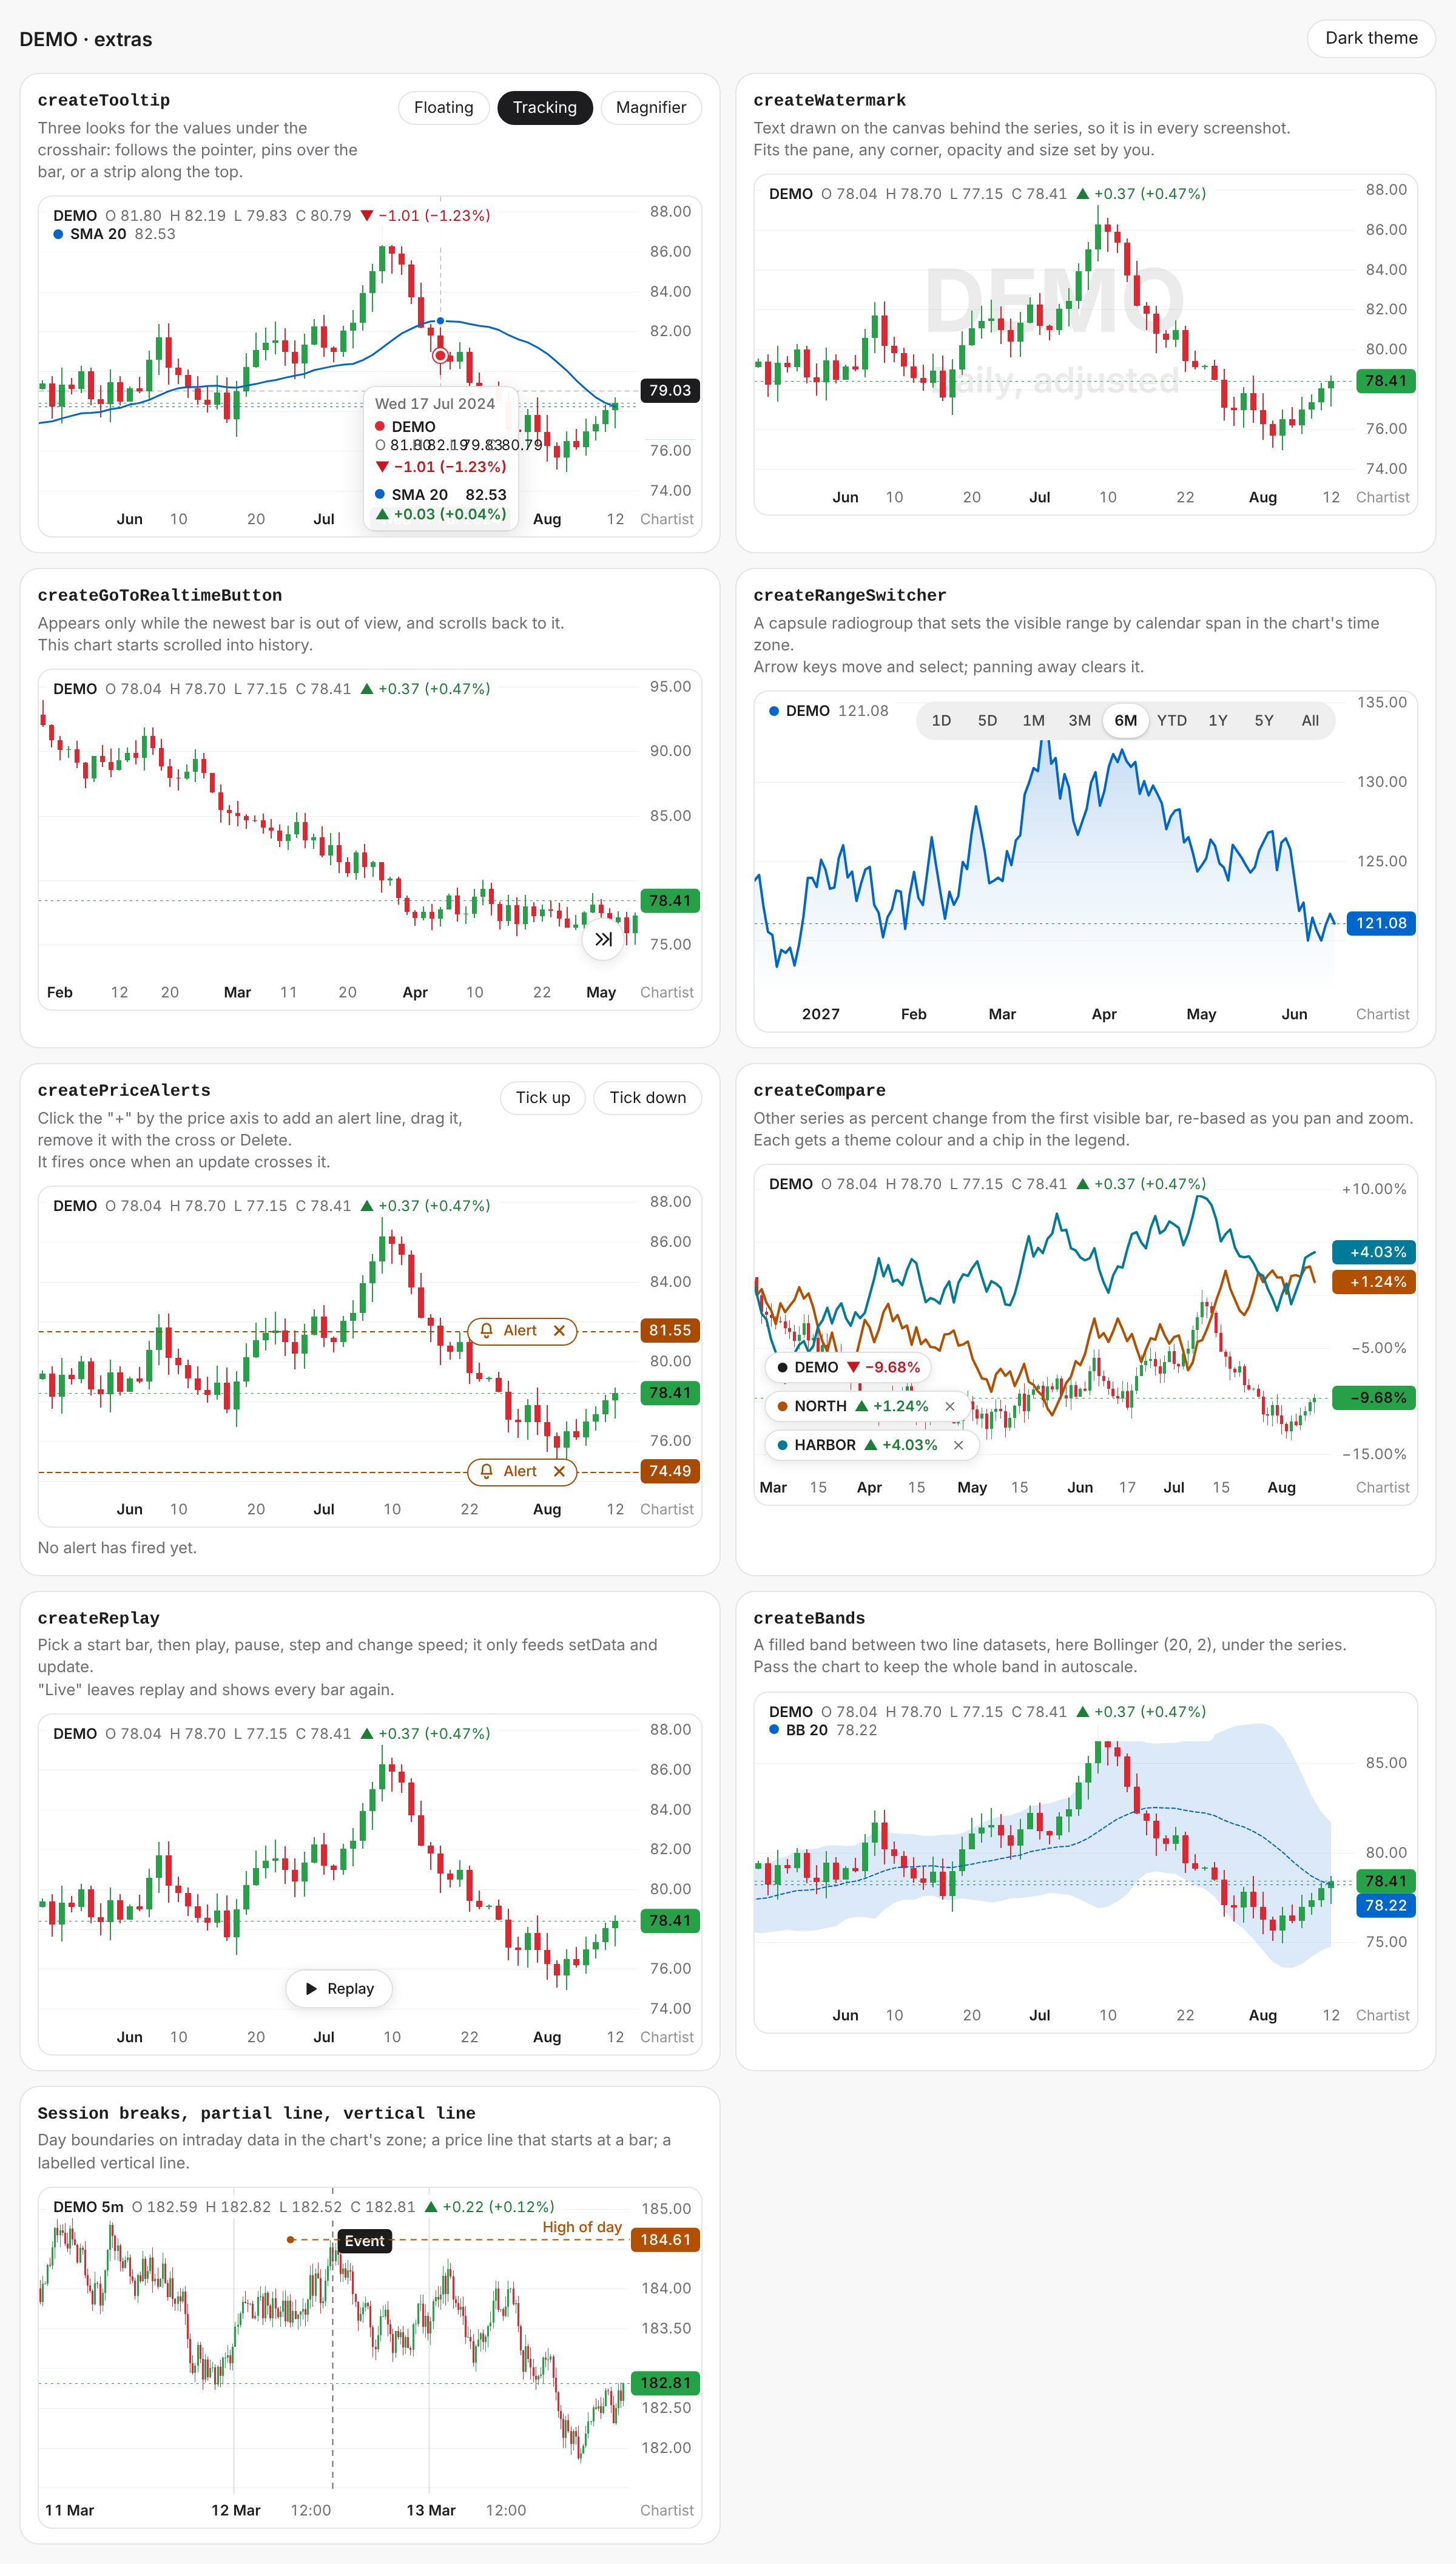 DEMO · extras
Dark theme
createTooltip
Floating
Tracking
Magnifier
Three looks for the values under the
crosshair: follows the pointer, pins over the
bar, or a strip along the top.
DEMO O 81.80 H 82.19 L 79.83 C 80.79 ▼ −1.01 (−1.23%)
SMA 20 82.53
88.00
86.00
84.00
82.00
79.03
76.00
74.00
Wed 17 Jul 2024
DEMO
O 81.80 H 82.19 L 79.83 C 80.79
▼ −1.01 (−1.23%)
SMA 20 82.53
▲ +0.03 (+0.04%)
Jun 10 20 Jul Aug 12 Chartist
createWatermark
Text drawn on the canvas behind the series, so it is in every screenshot.
Fits the pane, any corner, opacity and size set by you.
DEMO O 78.04 H 78.70 L 77.15 C 78.41 ▲ +0.37 (+0.47%)
DEMO
aily, adjusted
88.00
86.00
84.00
82.00
80.00
78.41
76.00
74.00
Jun 10 20 Jul 10 22 Aug 12 Chartist
createGoToRealtimeButton
Appears only while the newest bar is out of view, and scrolls back to it.
This chart starts scrolled into history.
DEMO O 78.04 H 78.70 L 77.15 C 78.41 ▲ +0.37 (+0.47%)
95.00
90.00
85.00
78.41
75.00
Feb 12 20 Mar 11 20 Apr 10 22 May Chartist
createRangeSwitcher
A capsule radiogroup that sets the visible range by calendar span in the chart's time
zone.
Arrow keys move and select; panning away clears it.
DEMO 121.08
1D 5D 1M 3M 6M YTD 1Y 5Y All
135.00
130.00
125.00
121.08
2027 Feb Mar Apr May Jun Chartist
createPriceAlerts
Tick up
Tick down
Click the "+" by the price axis to add an alert line, drag it,
remove it with the cross or Delete.
It fires once when an update crosses it.
DEMO O 78.04 H 78.70 L 77.15 C 78.41 ▲ +0.37 (+0.47%)
88.00
86.00
84.00
Alert
81.55
80.00
78.41
76.00
Alert
74.49
Jun 10 20 Jul 10 22 Aug 12 Chartist
No alert has fired yet.
createCompare
Other series as percent change from the first visible bar, re-based as you pan and zoom.
Each gets a theme colour and a chip in the legend.
DEMO O 78.04 H 78.70 L 77.15 C 78.41 ▲ +0.37 (+0.47%)
+10.00%
+4.03%
+1.24%
−5.00%
−9.68%
−15.00%
DEMO ▼ −9.68%
NORTH ▲ +1.24%
HARBOR ▲ +4.03%
Mar 15 Apr 15 May 15 Jun 17 Jul 15 Aug Chartist
createReplay
Pick a start bar, then play, pause, step and change speed; it only feeds setData and
update.
"Live" leaves replay and shows every bar again.
DEMO O 78.04 H 78.70 L 77.15 C 78.41 ▲ +0.37 (+0.47%)
88.00
86.00
84.00
82.00
80.00
78.41
76.00
74.00
Replay
Jun 10 20 Jul 10 22 Aug 12 Chartist
createBands
A filled band between two line datasets, here Bollinger (20, 2), under the series.
Pass the chart to keep the whole band in autoscale.
DEMO O 78.04 H 78.70 L 77.15 C 78.41 ▲ +0.37 (+0.47%)
BB 20 78.22
85.00
80.00
78.41
78.22
75.00
Jun 10 20 Jul 10 22 Aug 12 Chartist
Session breaks, partial line, vertical line
Day boundaries on intraday data in the chart's zone; a price line that starts at a bar; a
labelled vertical line.
DEMO 5m O 182.59 H 182.82 L 182.52 C 182.81 ▲ +0.22 (+0.12%)
185.00
High of day
184.61
Event
184.00
183.50
182.81
182.50
182.00
11 Mar 12 Mar 12:00 13 Mar 12:00 Chartist